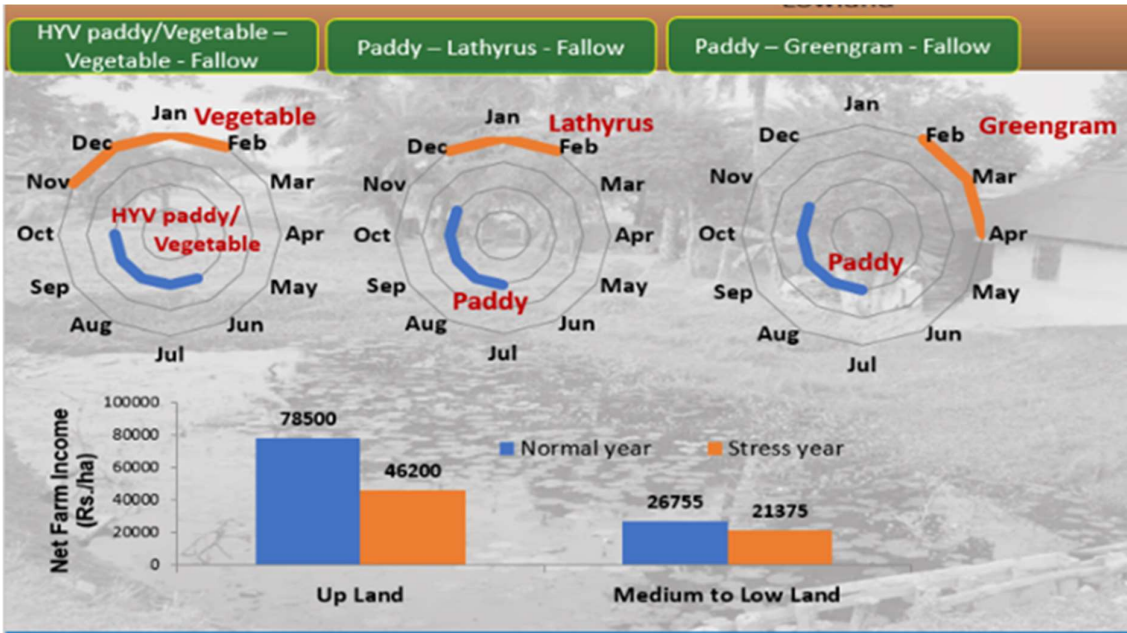 Lowland
HYV paddy/Vegetable –
Vegetable - Fallow
Paddy – Lathyrus - Fallow
Paddy – Greengram - Fallow
Jan
Vegetable
Feb
Mar
Apr
May
Jun
Jul
Aug
Sep
Oct
Nov
Dec
HYV paddy/
Vegetable
Jan
Lathyrus
Feb
Mar
Apr
May
Jun
Jul
Aug
Sep
Oct
Nov
Dec
Paddy
Jan
Feb
Greengram
Mar
Apr
May
Jun
Jul
Aug
Sep
Oct
Nov
Dec
Paddy
Net Farm Income
(Rs./ha)
100000
80000
60000
40000
20000
0
78500
46200
26755
21375
Normal year
Stress year
Up Land
Medium to Low Land